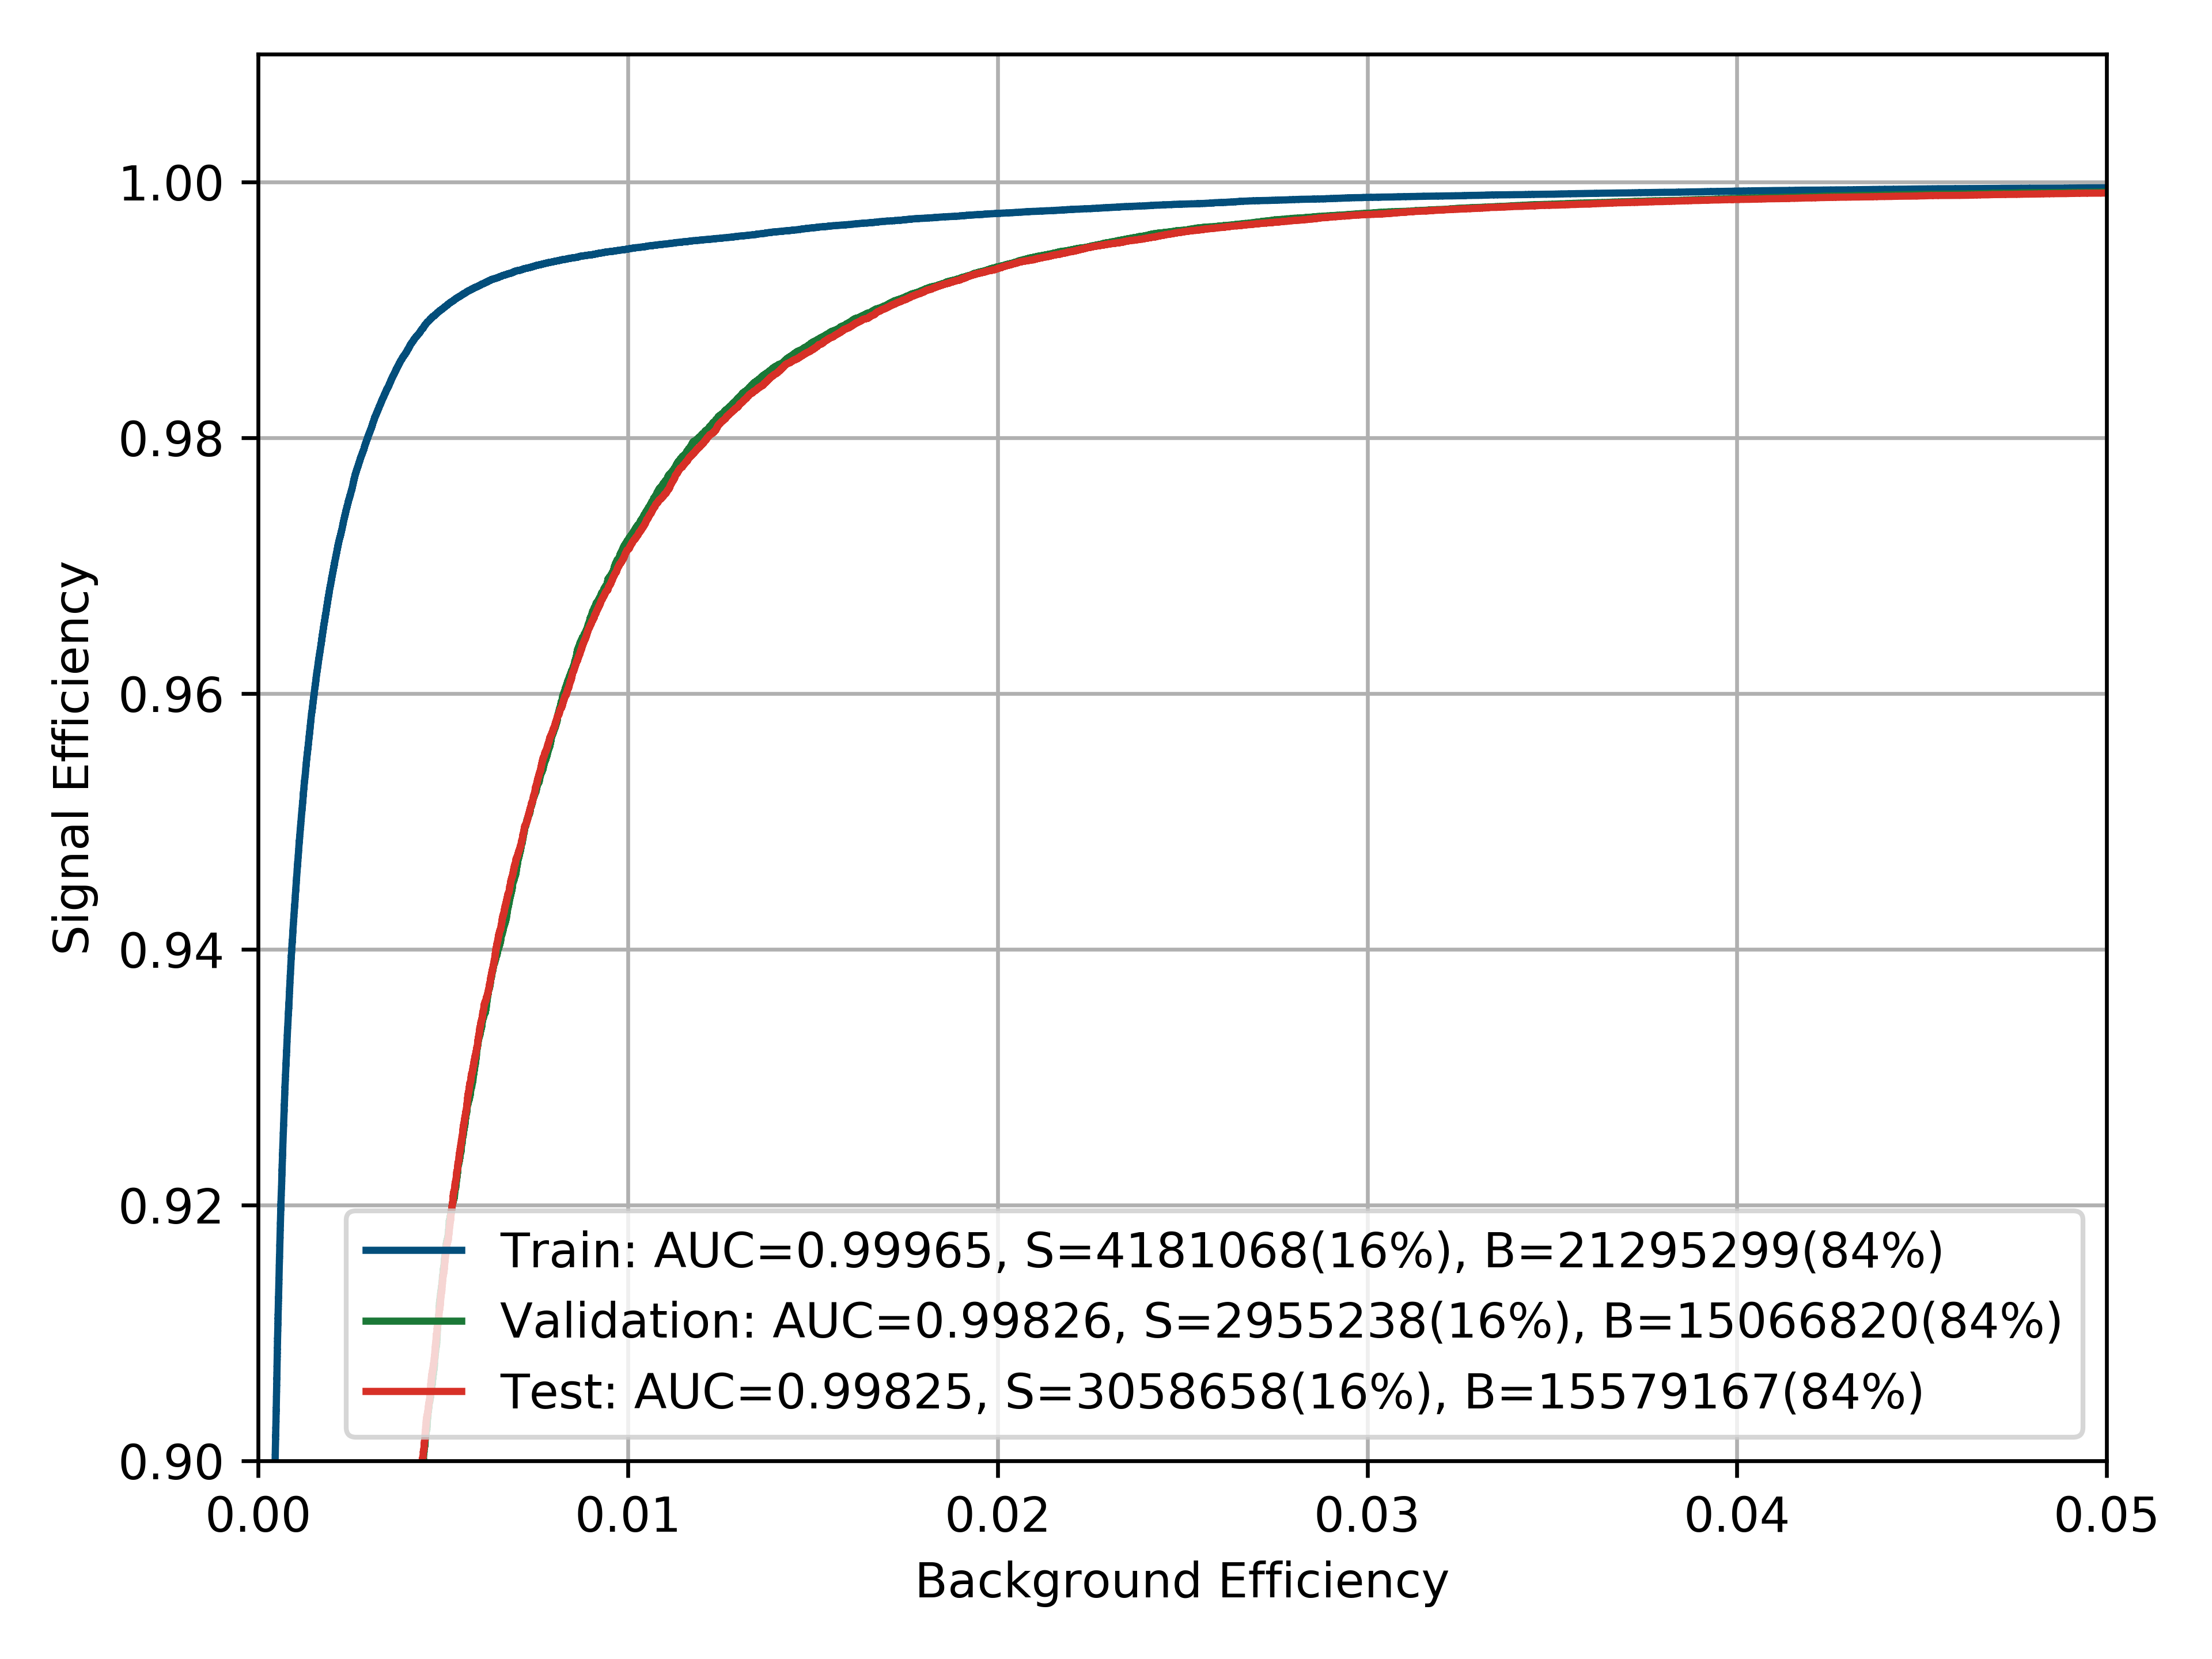 1.00
0.98
0.96
0.94
0.92
0.90
Signal Efficiency
Train: AUC=0.99965, S=4181068(16%), B=21295299(84%)
Validation: AUC=0.99826, S=2955238(16%), B=15066820(84%)
Test: AUC=0.99825, S=3058658(16%), B=15579167(84%)
0.00 0.01 0.02 0.03 0.04 0.05
Background Efficiency